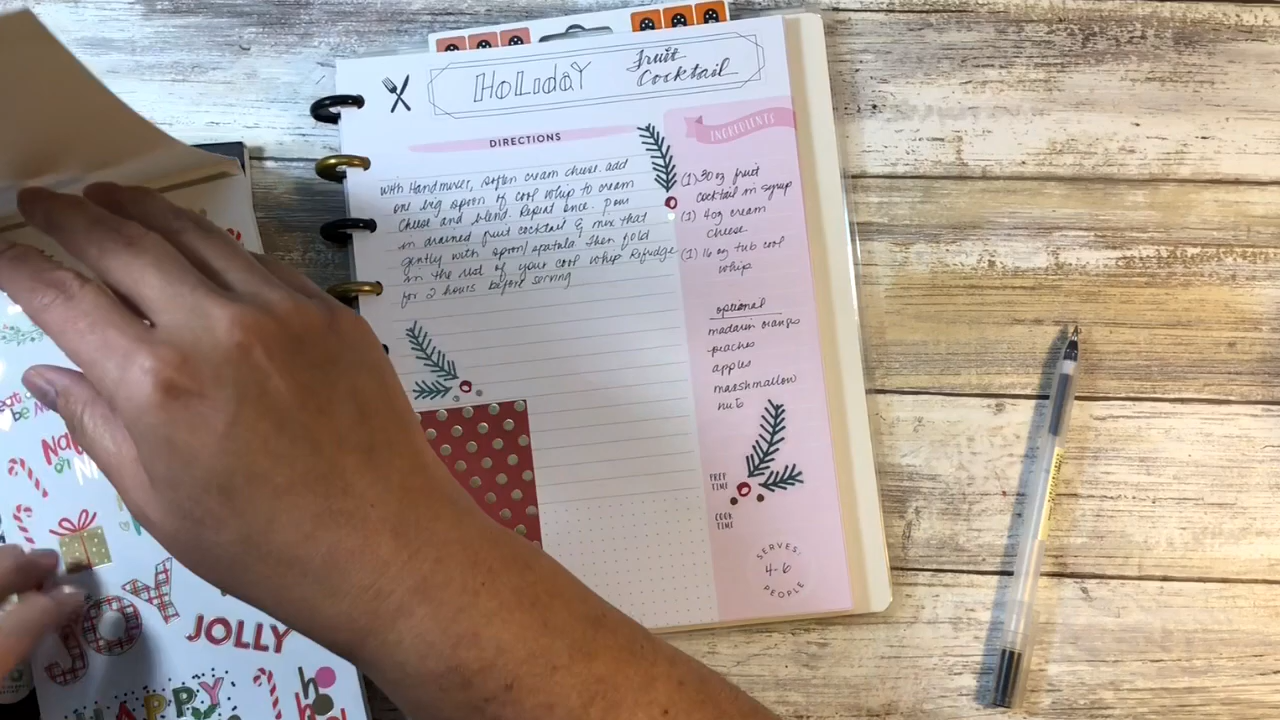 HOLIDAY
Fruit
Cocktail
DIRECTIONS
With Handmixer, soften cream cheese. add
one big spoon of cool whip to cream
cheese and blend. Repeat once. Pour
in drained fruit cocktail & mix that
gently with spoon/spatula. Then fold
in the rest of your cool whip Refudge
for 2 hours before serving
INGREDIENTS
(1) 30 oz fruit
cocktail in syrup
(1) 4oz cream
cheese
(1) 16 oz tub cool
whip
optional
madarin oranges
peaches
apples
marshmallow
nuts
PREP
TIME
COOK
TIME
SERVES:
4-6
PEOPLE
JOY
JOLLY
HAPPY